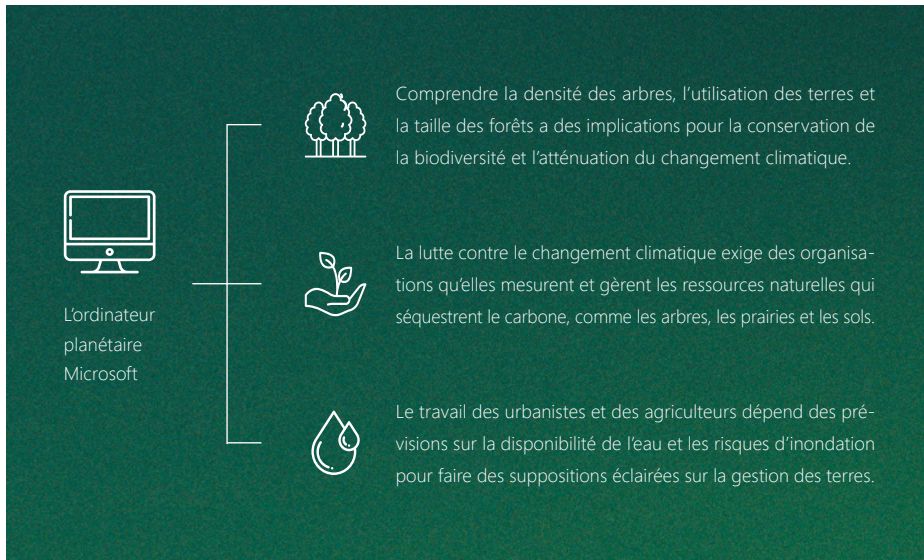 L'ordinateur
planétaire
Microsoft
Comprendre la densité des arbres, l'utilisation des terres et
la taille des forêts a des implications pour la conservation de
la biodiversité et l'atténuation du changement climatique.
La lutte contre le changement climatique exige des organisa-
tions qu'elles mesurent et gèrent les ressources naturelles qui
séquestrent le carbone, comme les arbres, les prairies et les sols.
Le travail des urbanistes et des agriculteurs dépend des pré-
visions sur la disponibilité de l'eau et les risques d'inondation
pour faire des suppositions éclairées sur la gestion des terres.